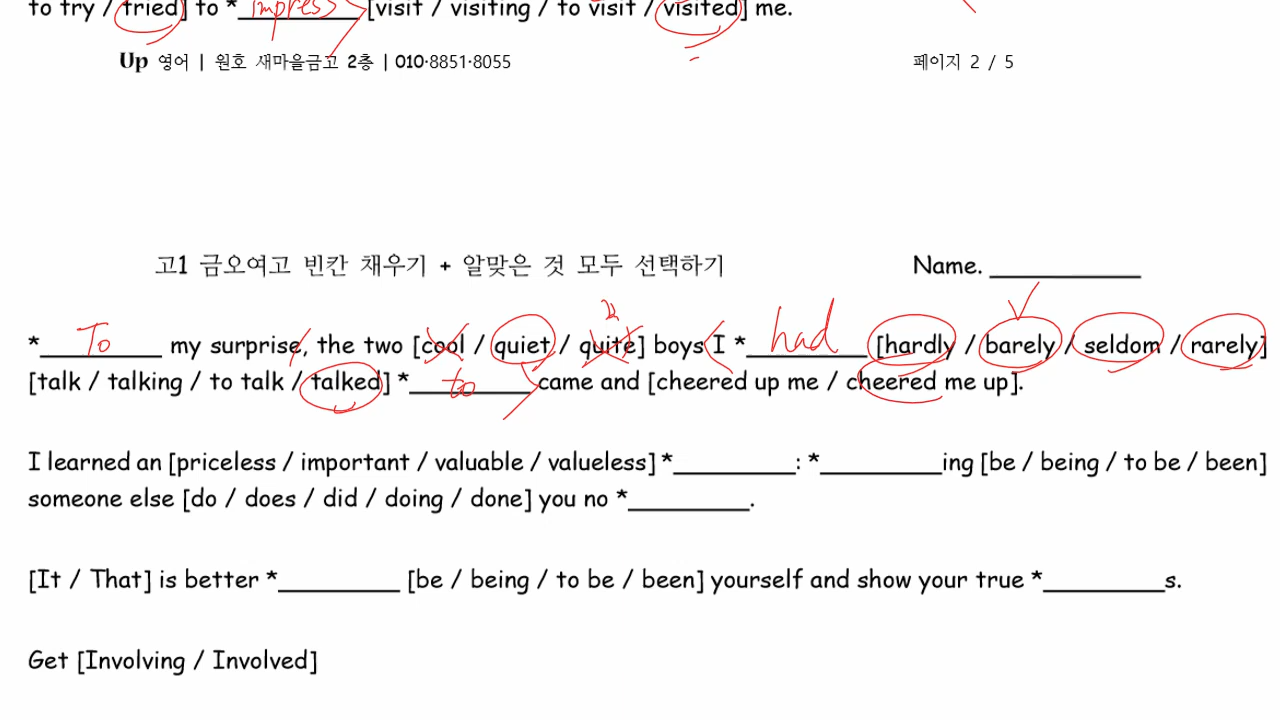 to try / tried] to *impress [visit / visiting / to visit / visited] me.
Up 영어 | 원호 새마을금고 2층 | 010·8851·8055 페이지 2 / 5
고1 금오여고 빈칸 채우기 + 알맞은 것 모두 선택하기 Name. ___________
*To my surprise, the two [cool / quiet / quite] boys I *had [hardly / barely / seldom / rarely]
[talk / talking / to talk / talked] *to came and [cheered up me / cheered me up].
I learned an [priceless / important / valuable / valueless] *_________: *_________ing [be / being / to be / been]
someone else [do / does / did / doing / done] you no *_________.
[It / That] is better *_________ [be / being / to be / been] yourself and show your true *_________s.
Get [Involving / Involved]